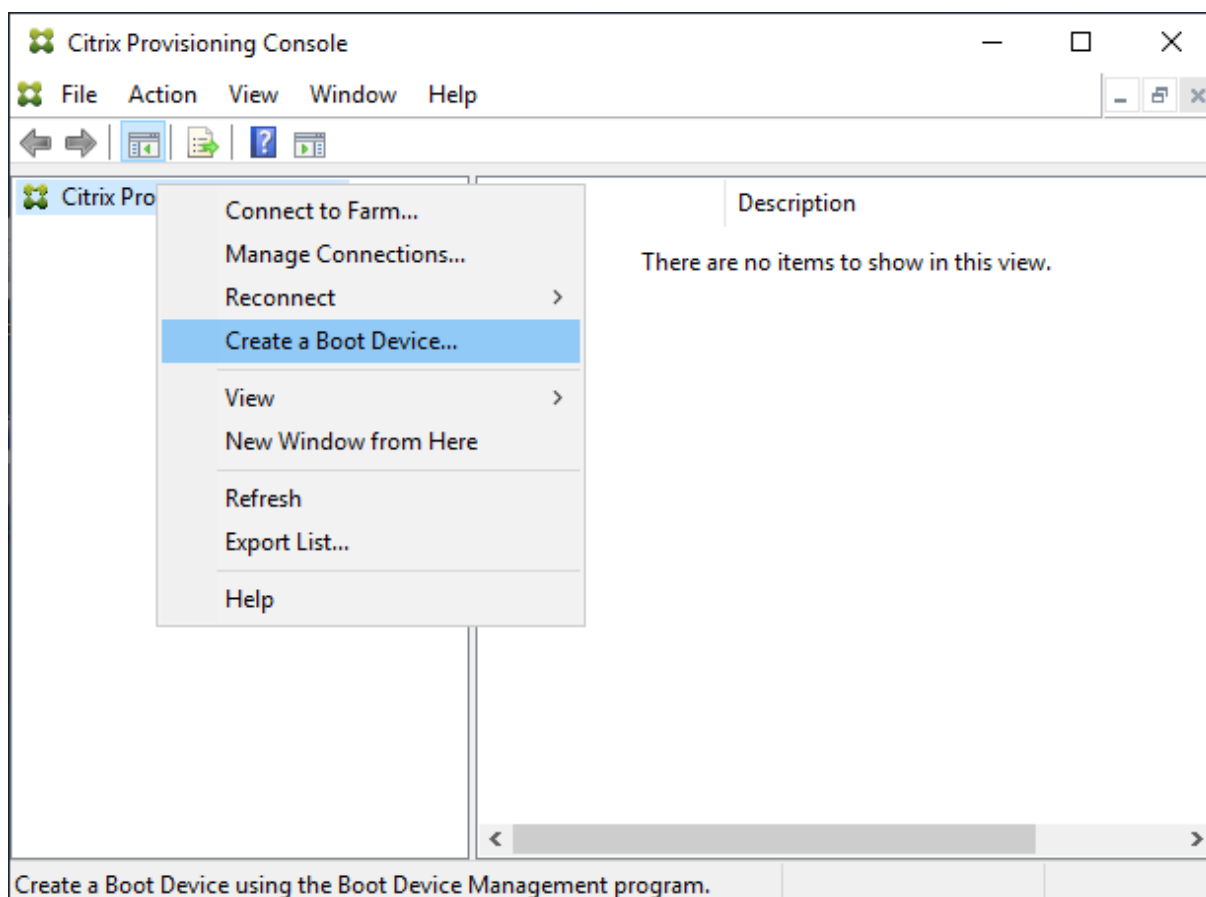 Citrix Provisioning Console
File Action View Window Help
Citrix Pro
Description
There are no items to show in this view.
Connect to Farm...
Manage Connections...
Reconnect
Create a Boot Device...
View
New Window from Here
Refresh
Export List...
Help
Create a Boot Device using the Boot Device Management program.